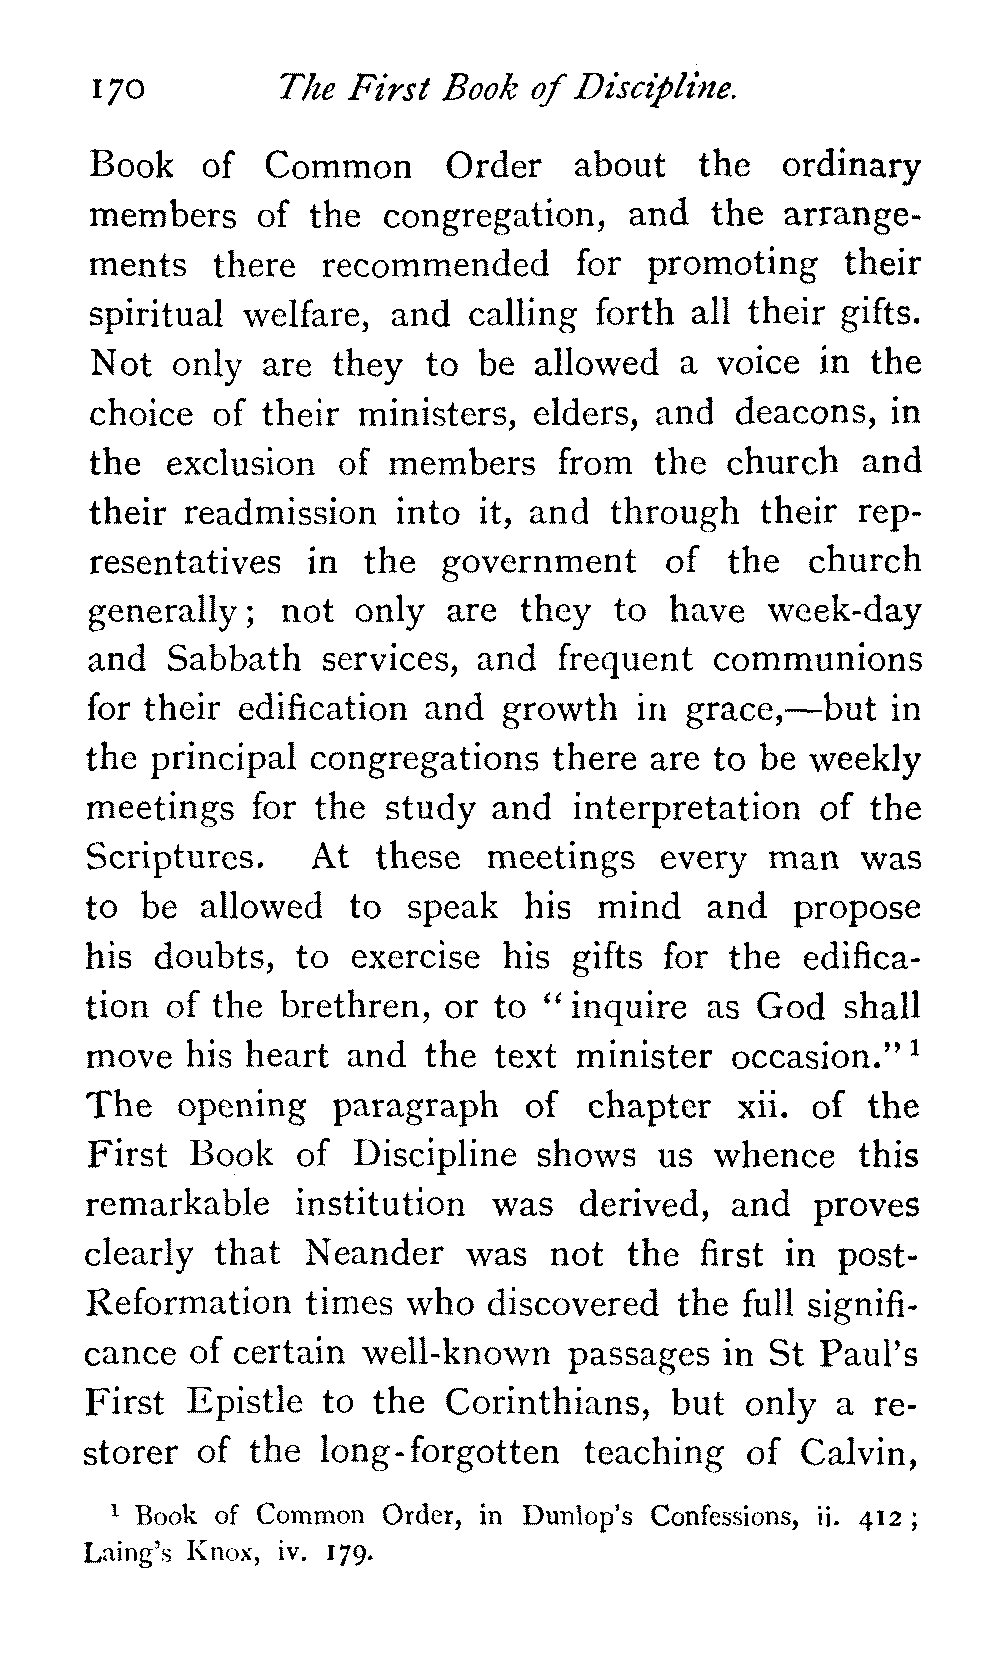 170 The First Book of Discipline.
Book of Common Order about the ordinary
members of the congregation, and the arrange-
ments there recommended for promoting their
spiritual welfare, and calling forth all their gifts.
Not only are they to be allowed a voice in the
choice of their ministers, elders, and deacons, in
the exclusion of members from the church and
their readmission into it, and through their rep-
resentatives in the government of the church
generally; not only are they to have week-day
and Sabbath services, and frequent communions
for their edification and growth in grace,—but in
the principal congregations there are to be weekly
meetings for the study and interpretation of the
Scriptures. At these meetings every man was
to be allowed to speak his mind and propose
his doubts, to exercise his gifts for the edifica-
tion of the brethren, or to "inquire as God shall
move his heart and the text minister occasion." ¹
The opening paragraph of chapter xii. of the
First Book of Discipline shows us whence this
remarkable institution was derived, and proves
clearly that Neander was not the first in post-
Reformation times who discovered the full signifi-
cance of certain well-known passages in St Paul's
First Epistle to the Corinthians, but only a re-
storer of the long-forgotten teaching of Calvin,
¹ Book of Common Order, in Dunlop's Confessions, ii. 412;
Laing's Knox, iv. 179.